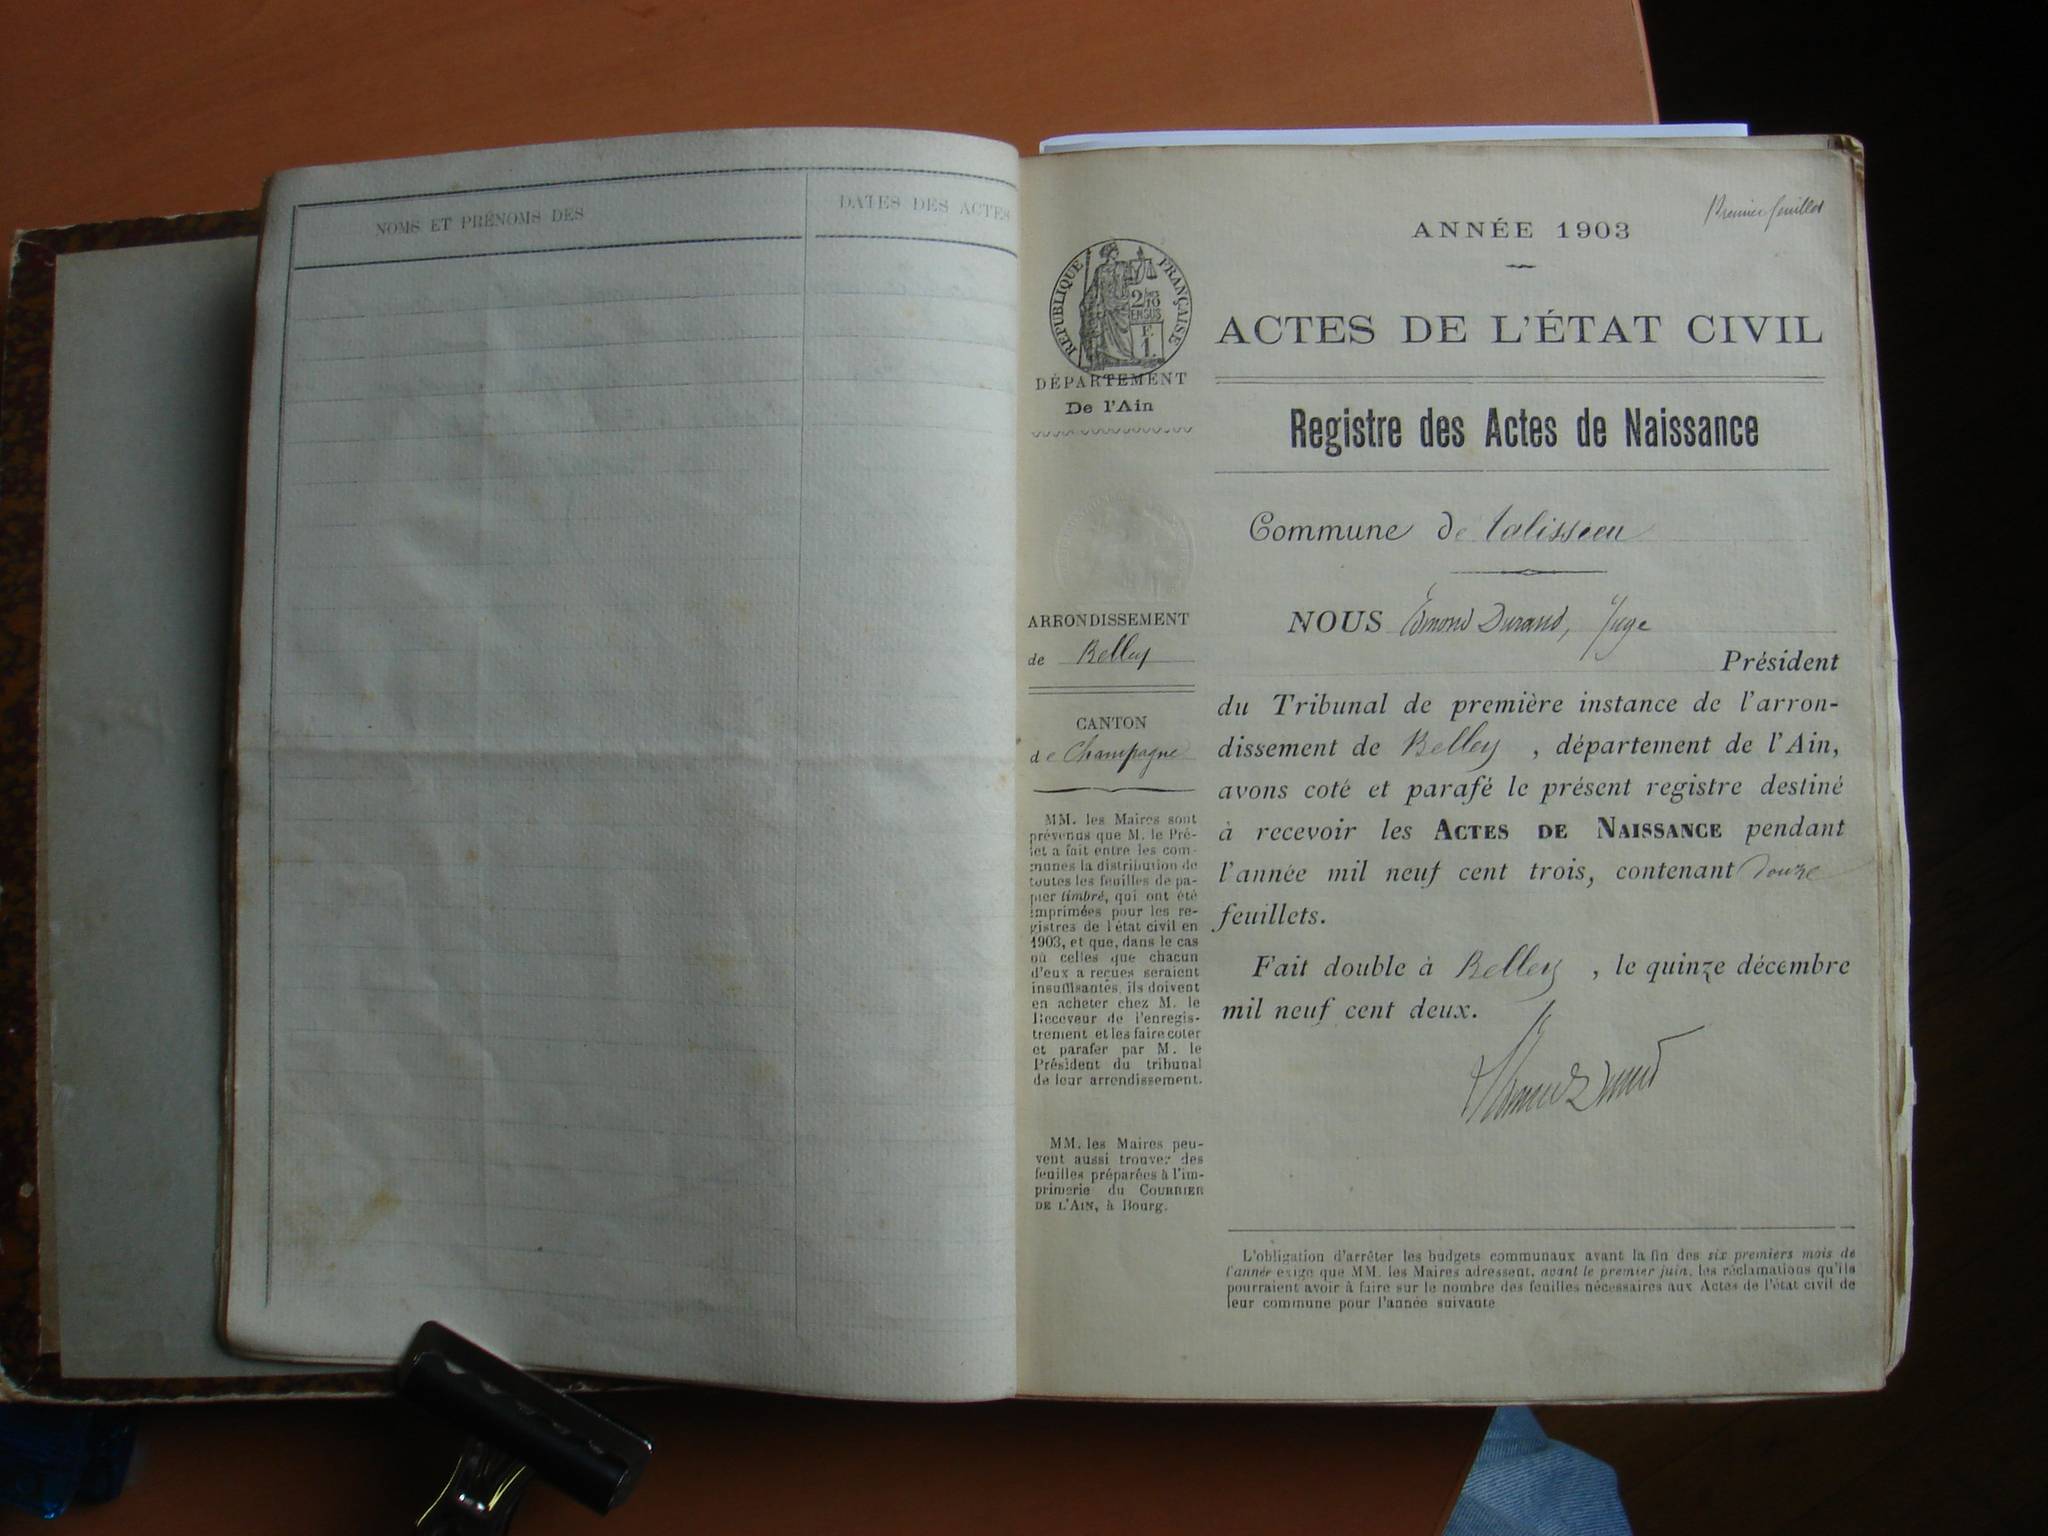 NOMS ET PRÉNOMS DES
DATES DES ACTES
Premier feuillet
ANNÉE 1903
RÉPUBLIQUE FRANÇAISE
2/10
EN SUS
F
1.
ACTES DE L'ÉTAT CIVIL
DÉPARTEMENT
De l'Ain
Registre des Actes de Naissance
Commune de Talissieu
ARRONDISSEMENT
de Belley
CANTON
de Champagne
MM. les Maires sont
prévenus que M. le Pré-
fet a fait entre les com-
munes la distribution de
toutes les feuilles de pa-
pier timbré, qui ont été
imprimées pour les re-
gistres de l'état civil en
1903, et que, dans le cas
où celles que chacun
d'eux a reçues seraient
insuffisantes, ils doivent
en acheter chez M. le
Receveur de l'enregis-
trement et les faire coter
et parafer par M. le
Président du tribunal
de leur arrondissement.
MM. les Maires peu-
vent aussi trouver des
feuilles préparées à l'im-
primerie du COURRIER
DE L'AIN, à Bourg.
NOUS Edmond Durand, Juge
Président
du Tribunal de première instance de l'arron-
dissement de Belley , département de l'Ain,
avons coté et parafé le présent registre destiné
à recevoir les ACTES DE NAISSANCE pendant
l'année mil neuf cent trois, contenant douze
feuillets.
Fait double à Belley , le quinze décembre
mil neuf cent deux.
L'obligation d'arrêter les budgets communaux avant la fin des six premiers mois de
l'année exige que MM. les Maires adressent, avant le premier juin, les réclamations qu'ils
pourraient avoir à faire sur le nombre des feuilles nécessaires aux Actes de l'état civil de
leur commune pour l'année suivante